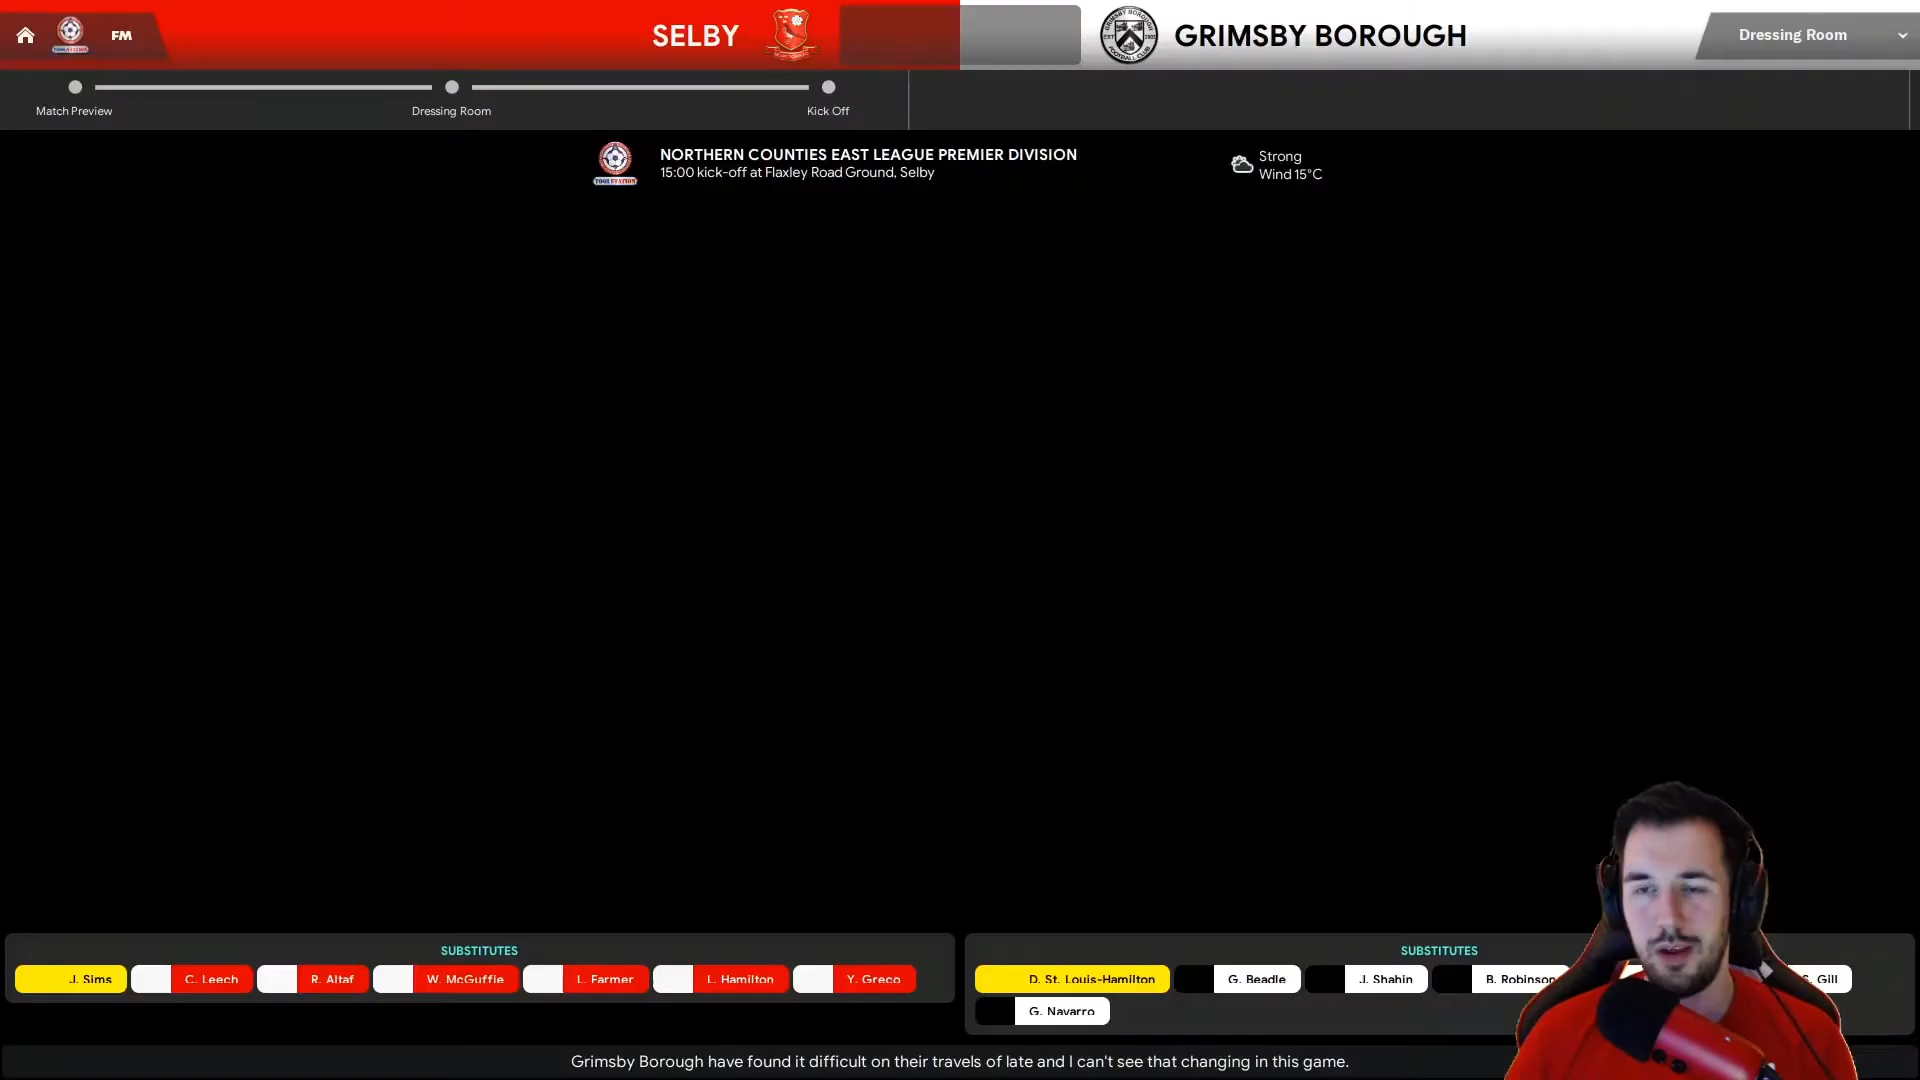 FM
SELBY
GRIMSBY BOROUGH
Dressing Room
Match Preview
Dressing Room
Kick Off
TOOLSTATION
NORTHERN COUNTIES EAST LEAGUE PREMIER DIVISION
15:00 kick-off at Flaxley Road Ground, Selby
Strong
Wind 15°C
SUBSTITUTES
J. Sims
C. Leech
R. Altaf
W. McGuffie
L. Farmer
L. Hamilton
Y. Greco
SUBSTITUTES
D. St. Louis-Hamilton
G. Beadle
J. Shahin
B. Robinson
Gill
G. Navarro
Grimsby Borough have found it difficult on their travels of late and I can't see that changing in this game.